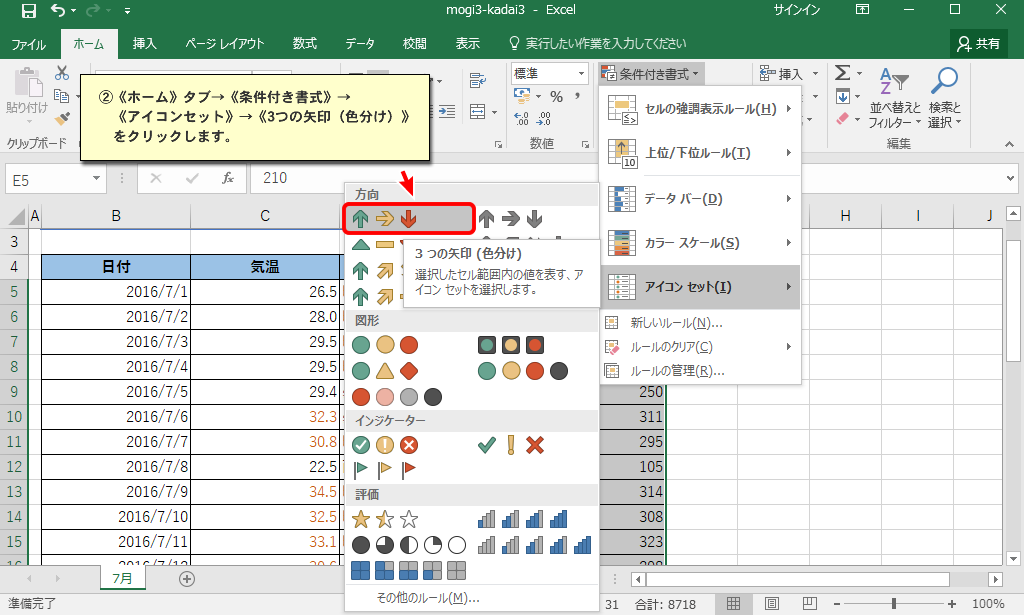 mogi3-kadai3 - Excel
サインイン
ファイル ホーム 挿入 ページ レイアウト 数式 データ 校閲 表示 実行したい作業を入力してください 共有
②《ホーム》タブ→《条件付き書式》→
《アイコンセット》→《3つの矢印（色分け）》
をクリックします。
貼り付け
クリップボード
標準
%
数値
条件付き書式
挿入
並べ替えと
フィルター
検索と
選択
編集
セルの強調表示ルール(H)
上位/下位ルール(T)
データ バー(D)
カラー スケール(S)
アイコン セット(I)
新しいルール(N)...
ルールのクリア(C)
ルールの管理(R)...
E5
fx
210
方向
3 つの矢印 (色分け)
選択したセル範囲内の値を表す、ア
イコン セットを選択します。
図形
インジケーター
評価
その他のルール(M)...
A B C H I J
3
4 日付 気温
5 2016/7/1 26.5
6 2016/7/2 28.0
7 2016/7/3 29.5
8 2016/7/4 29.5
9 2016/7/5 29.4 250
10 2016/7/6 32.3 311
11 2016/7/7 30.8 295
12 2016/7/8 22.5 105
13 2016/7/9 34.5 314
14 2016/7/10 32.5 308
15 2016/7/11 33.1 323
7月
準備完了
31 合計: 8718
100%